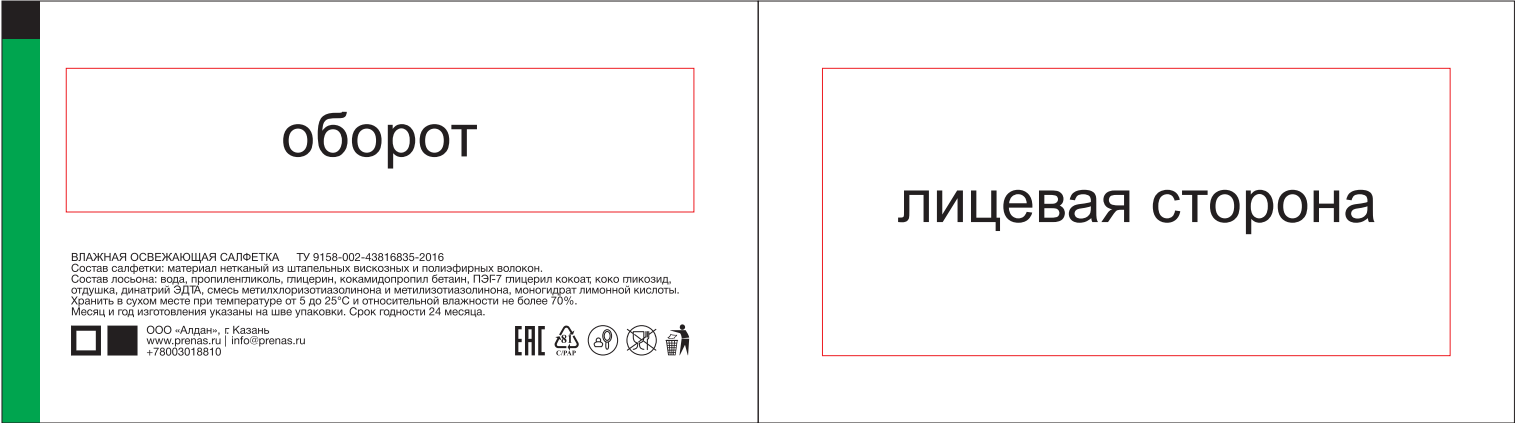 оборот
ВЛАЖНАЯ ОСВЕЖАЮЩАЯ САЛФЕТКА ТУ 9158-002-43816835-2016
Состав салфетки: материал нетканый из штапельных вискозных и полиэфирных волокон.
Состав лосьона: вода, пропиленгликоль, глицерин, кокамидопропил бетаин, ПЭГ-7 глицерил кокоат, коко гликозид,
отдушка, динатрий ЭДТА, смесь метилхлоризотиазолинона и метилизотиазолинона, моногидрат лимонной кислоты.
Хранить в сухом месте при температуре от 5 до 25°С и относительной влажности не более 70%.
Месяц и год изготовления указаны на шве упаковки. Срок годности 24 месяца.
ООО «Алдан», г. Казань
www.prenas.ru | info@prenas.ru
+78003018810
EAC
81
C/PAP
лицевая сторона